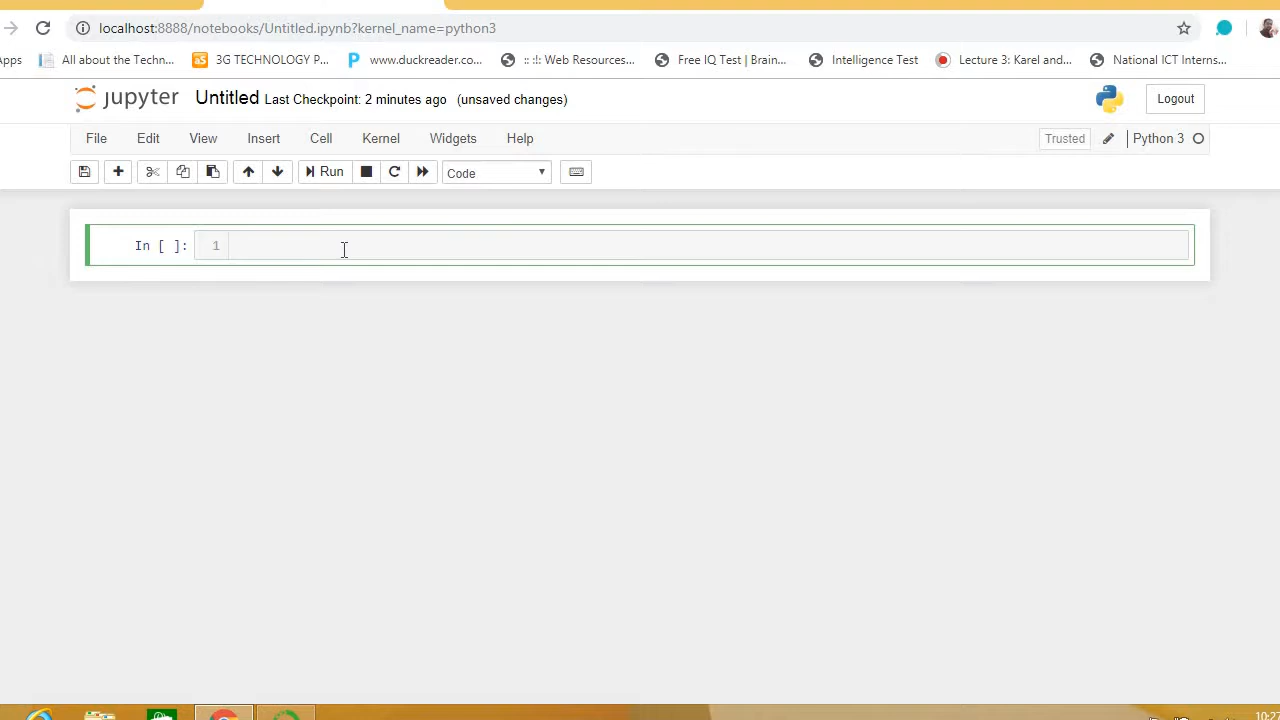 localhost:8888/notebooks/Untitled.ipynb?kernel_name=python3
Apps All about the Techn... 3G TECHNOLOGY P... www.duckreader.co... :: :!: Web Resources... Free IQ Test | Brain... Intelligence Test Lecture 3: Karel and... National ICT Interns...
jupyter Untitled Last Checkpoint: 2 minutes ago (unsaved changes) Logout
File Edit View Insert Cell Kernel Widgets Help Trusted Python 3
Run Code
In [ ]: 1